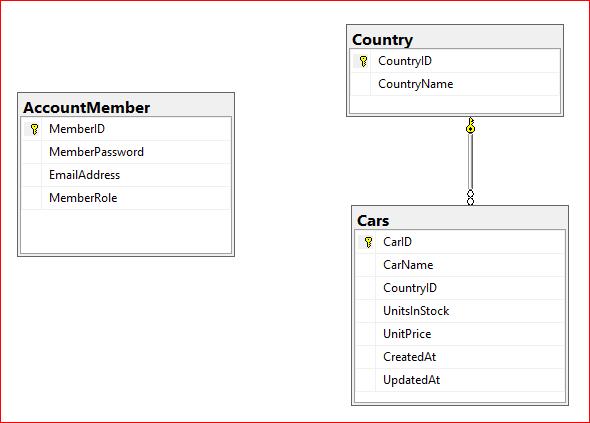 Country
CountryID
CountryName
AccountMember
MemberID
MemberPassword
EmailAddress
MemberRole
Cars
CarID
CarName
CountryID
UnitsInStock
UnitPrice
CreatedAt
UpdatedAt